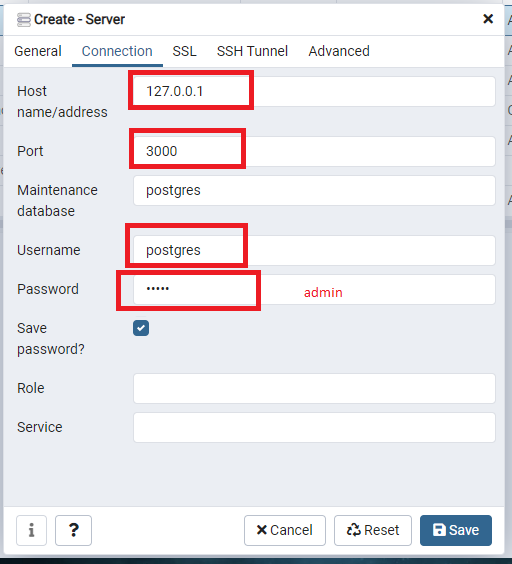 Create - Server
General Connection SSL SSH Tunnel Advanced
Host
name/address
127.0.0.1
Port
3000
Maintenance
database
postgres
Username
postgres
Password
•••••
admin
Save
password?
Role
Service
i ? Cancel Reset Save